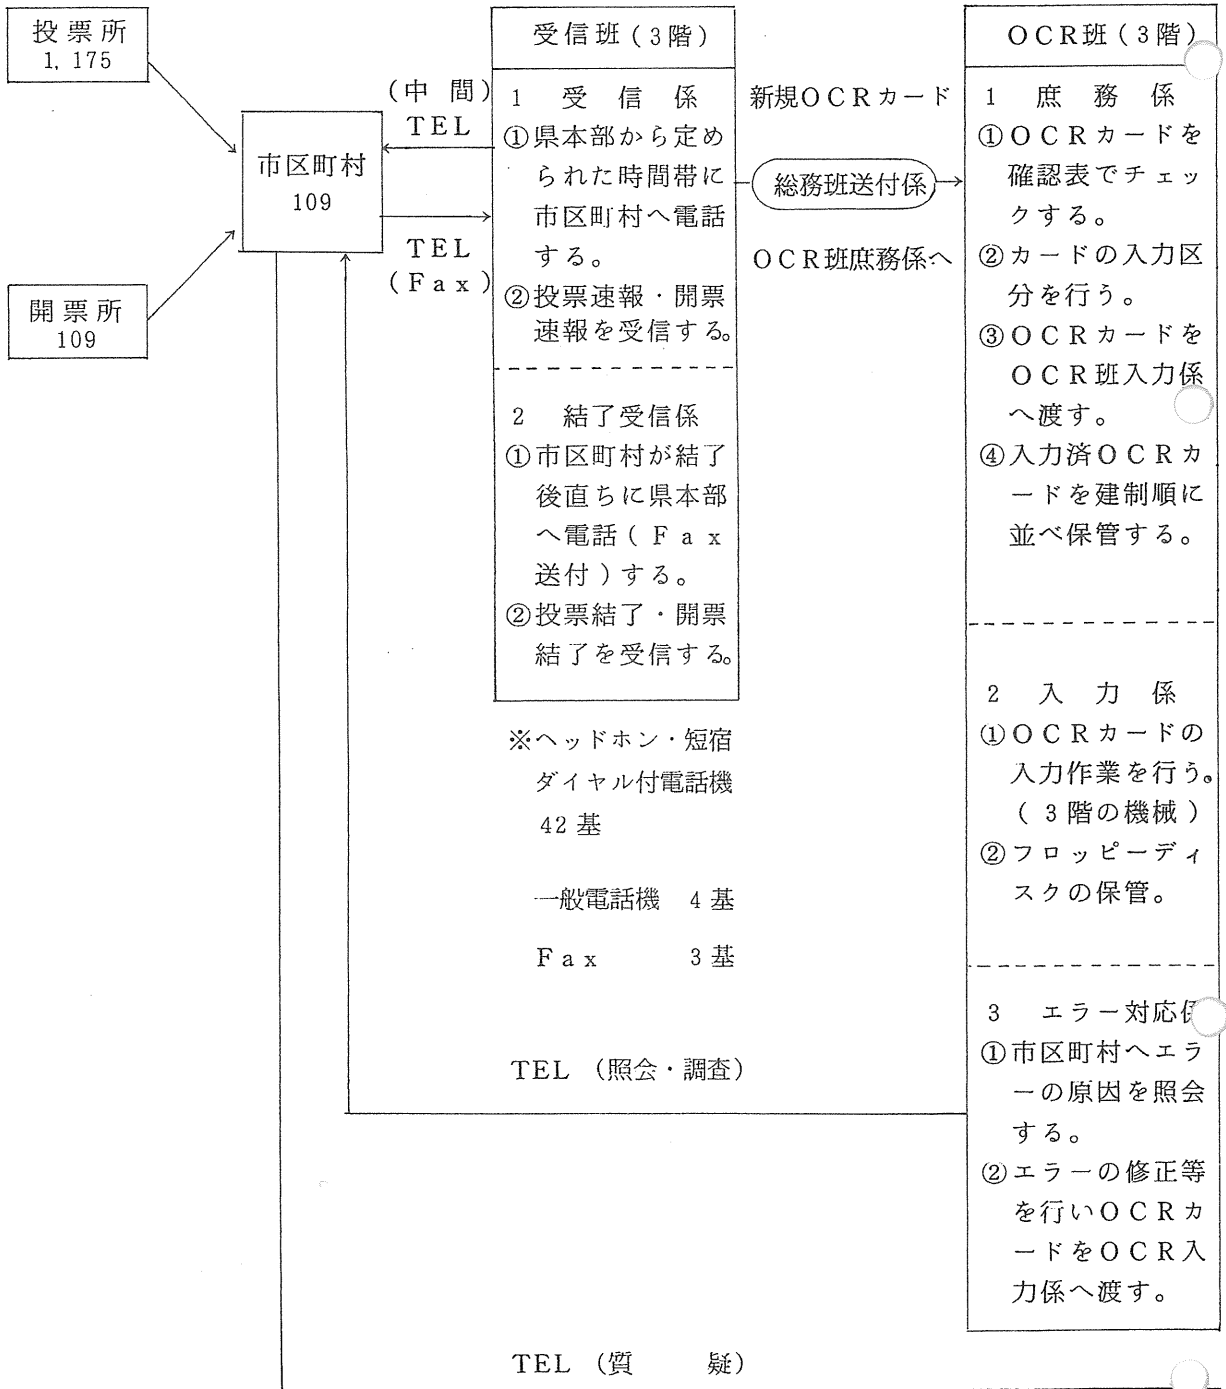 投票所
1,175
開票所
109
市区町村
109
(中間)
TEL
TEL
(Fax)
受信班(3階)
1 受信係
①県本部から定め
られた時間帯に
市区町村へ電話
する。
②投票速報・開票
速報を受信する。
2 結了受信係
①市区町村が結了
後直ちに県本部
へ電話(Fax
送付)する。
②投票結了・開票
結了を受信する。
※ヘッドホン・短宿
ダイヤル付電話機
42基
一般電話機 4基
Fax 3基
新規OCRカード
総務班送付係
OCR班庶務係へ
OCR班(3階)
1 庶務係
①OCRカードを
確認表でチェッ
クする。
②カードの入力区
分を行う。
③OCRカードを
OCR班入力係
へ渡す。
④入力済OCRカ
ードを建制順に
並べ保管する。
2 入力係
①OCRカードの
入力作業を行う。
(3階の機械)
②フロッピーディ
スクの保管。
3 エラー対応係
①市区町村へエラ
ーの原因を照会
する。
②エラーの修正等
を行いOCRカ
ードをOCR入
力係へ渡す。
TEL (照会・調査)
TEL (質疑)